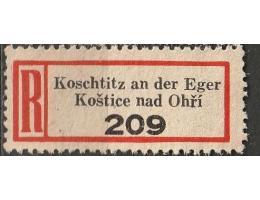 R
Koschtitz an der Eger
Koštice nad Ohří
209